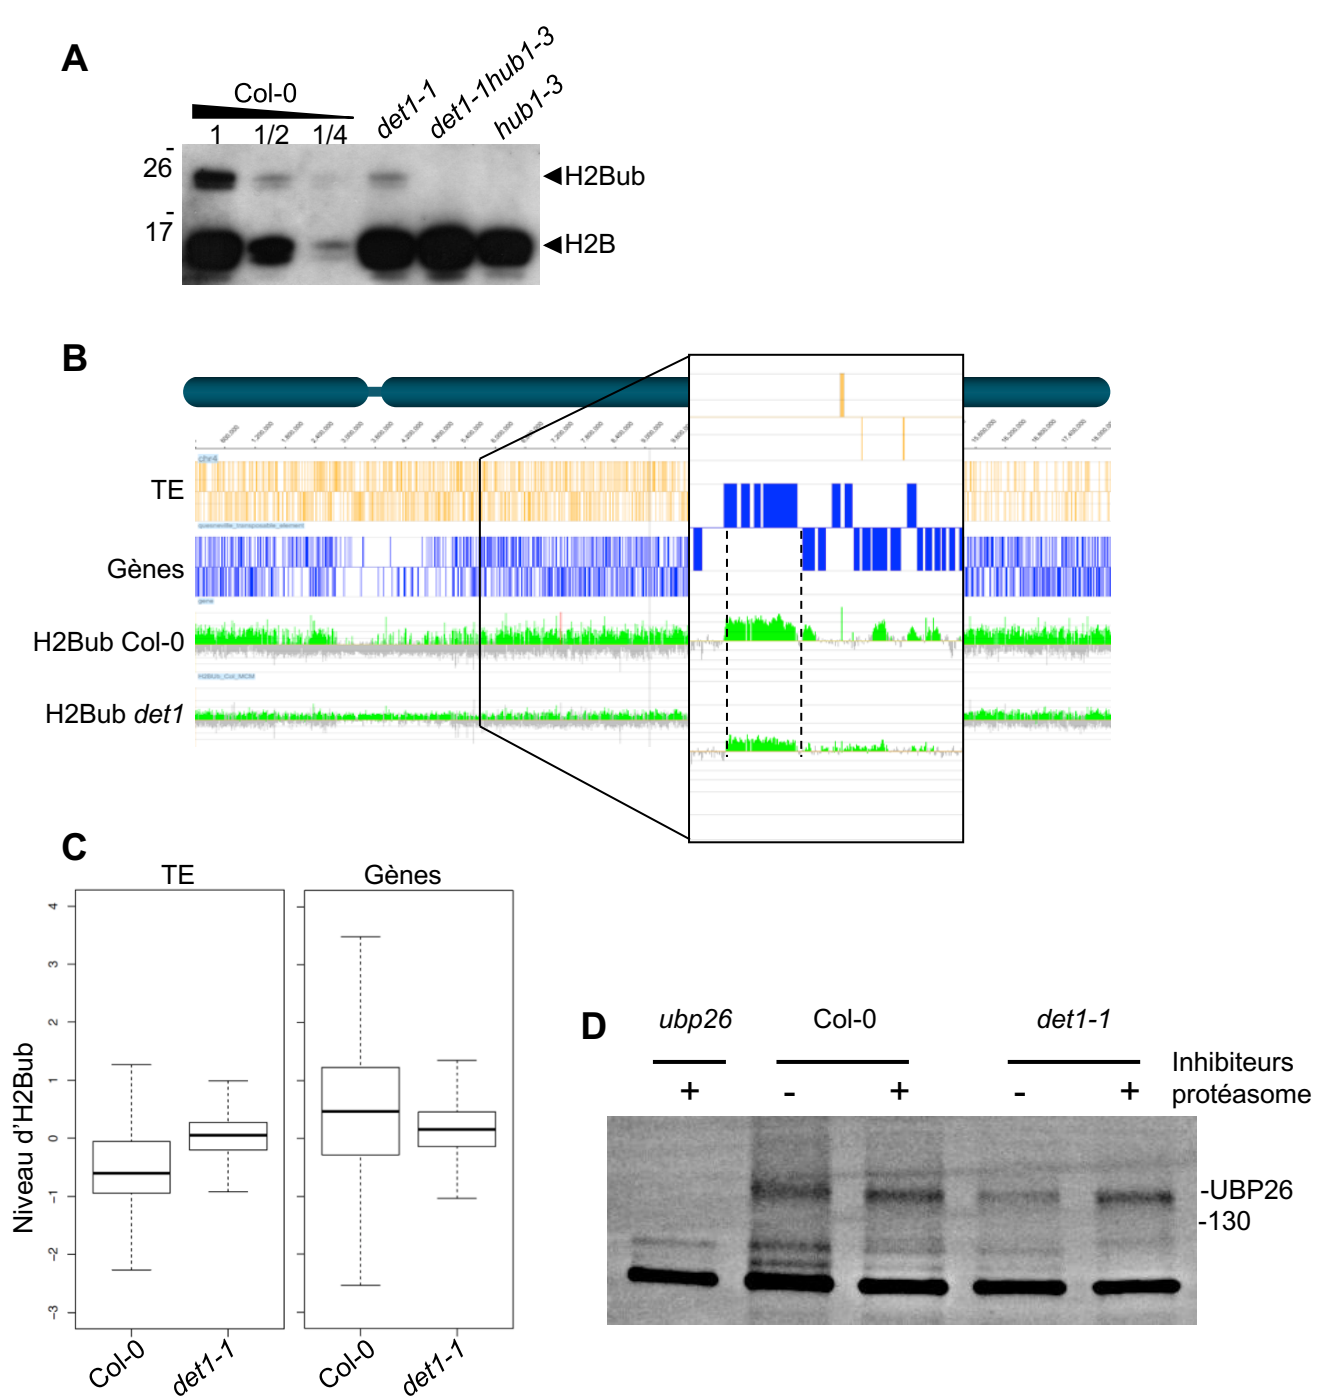 A
Col-0
1 1/2 1/4
det1-1
det1-1hub1-3
hub1-3
-
26
-
17
◄H2Bub
◄H2B
B
chr4
TE
Gènes
gene
H2Bub Col-0
H2Bub det1
C
TE
Gènes
Niveau d'H2Bub
4
3
2
1
0
-1
-2
-3
Col-0
det1-1
Col-0
det1-1
D
ubp26 Col-0 det1-1
Inhibiteurs
+ - + - + protéasome
-UBP26
-130